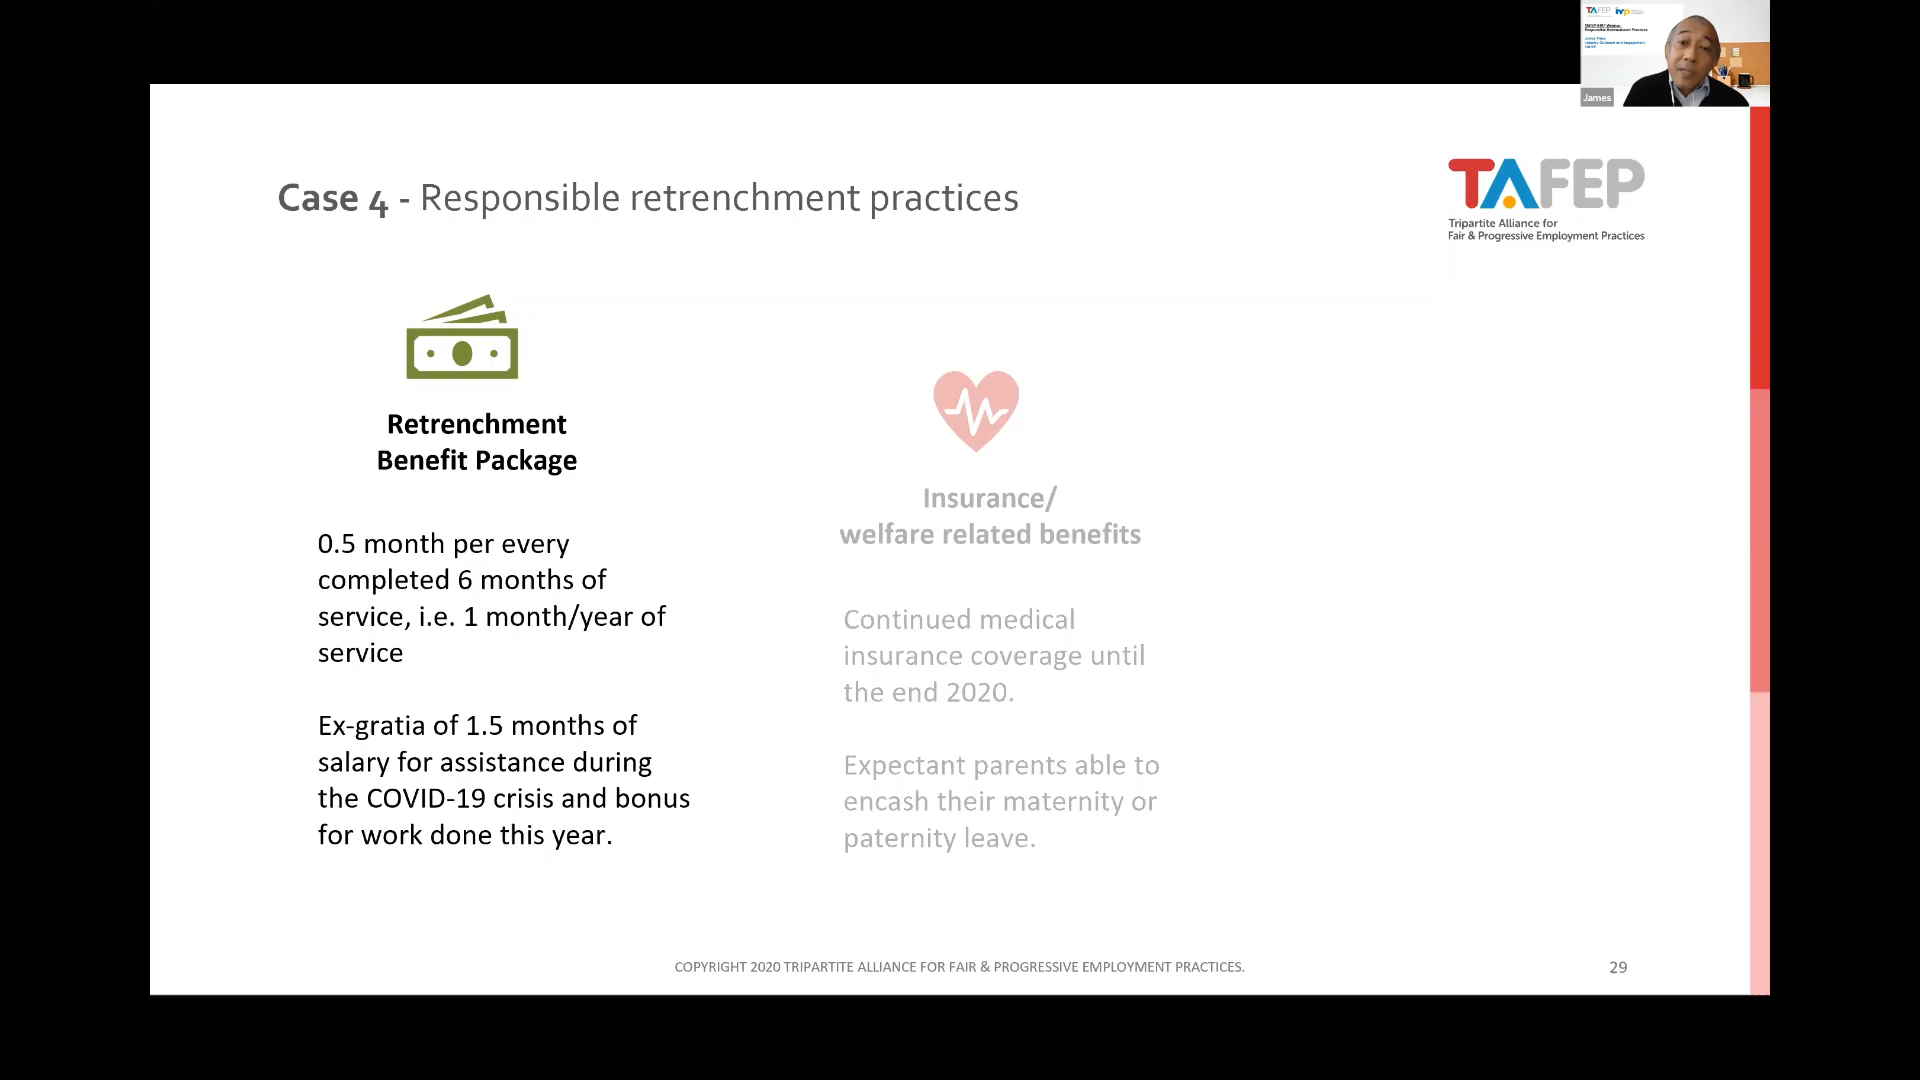 TAFEP
James
Case 4 - Responsible retrenchment practices
TAFEP
Tripartite Alliance for
Fair & Progressive Employment Practices
Retrenchment
Benefit Package
0.5 month per every
completed 6 months of
service, i.e. 1 month/year of
service
Ex-gratia of 1.5 months of
salary for assistance during
the COVID-19 crisis and bonus
for work done this year.
Insurance/
welfare related benefits
Continued medical
insurance coverage until
the end 2020.
Expectant parents able to
encash their maternity or
paternity leave.
COPYRIGHT 2020 TRIPARTITE ALLIANCE FOR FAIR & PROGRESSIVE EMPLOYMENT PRACTICES.
29